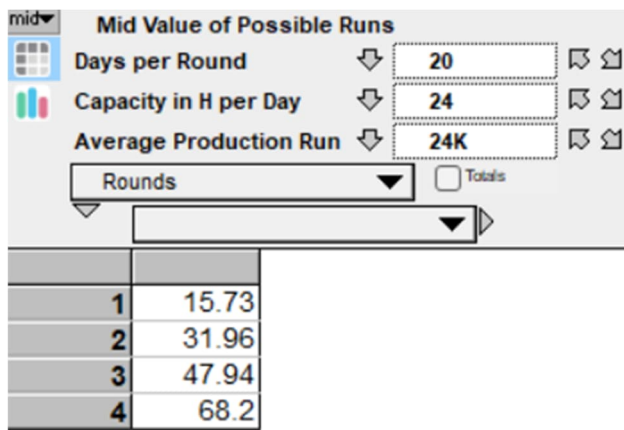 mid
Mid Value of Possible Runs
Days per Round 20
Capacity in H per Day 24
Average Production Run 24K
Rounds Totals
1 15.73
2 31.96
3 47.94
4 68.2